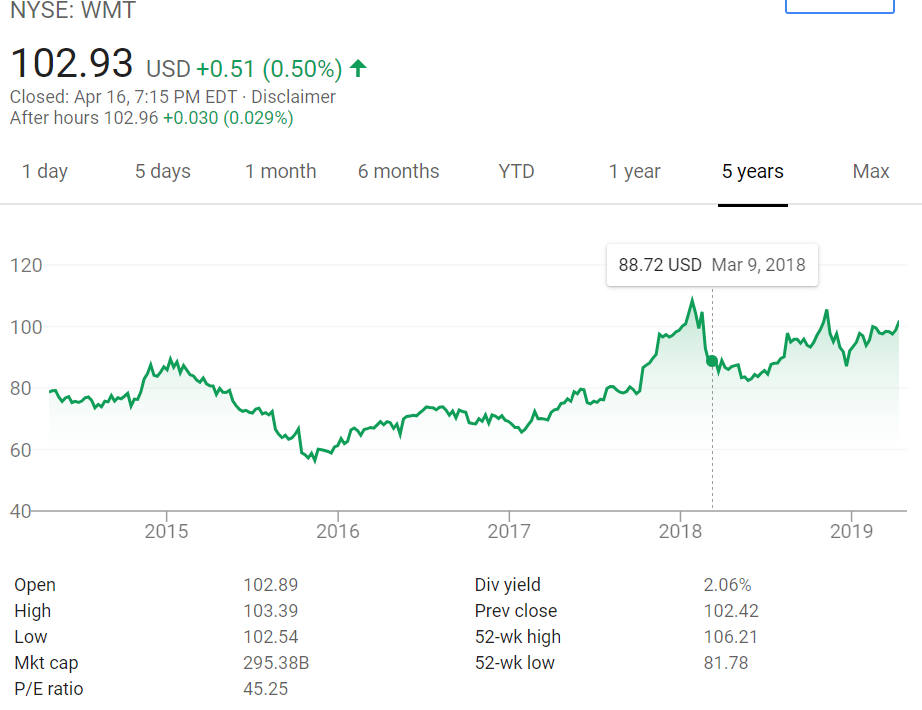 NYSE: WMT
102.93 USD +0.51 (0.50%)
Closed: Apr 16, 7:15 PM EDT · Disclaimer
After hours 102.96 +0.030 (0.029%)
1 day 5 days 1 month 6 months YTD 1 year 5 years Max
88.72 USD Mar 9, 2018
120
100
80
60
40
2015 2016 2017 2018 2019
Open 102.89 Div yield 2.06%
High 103.39 Prev close 102.42
Low 102.54 52-wk high 106.21
Mkt cap 295.38B 52-wk low 81.78
P/E ratio 45.25